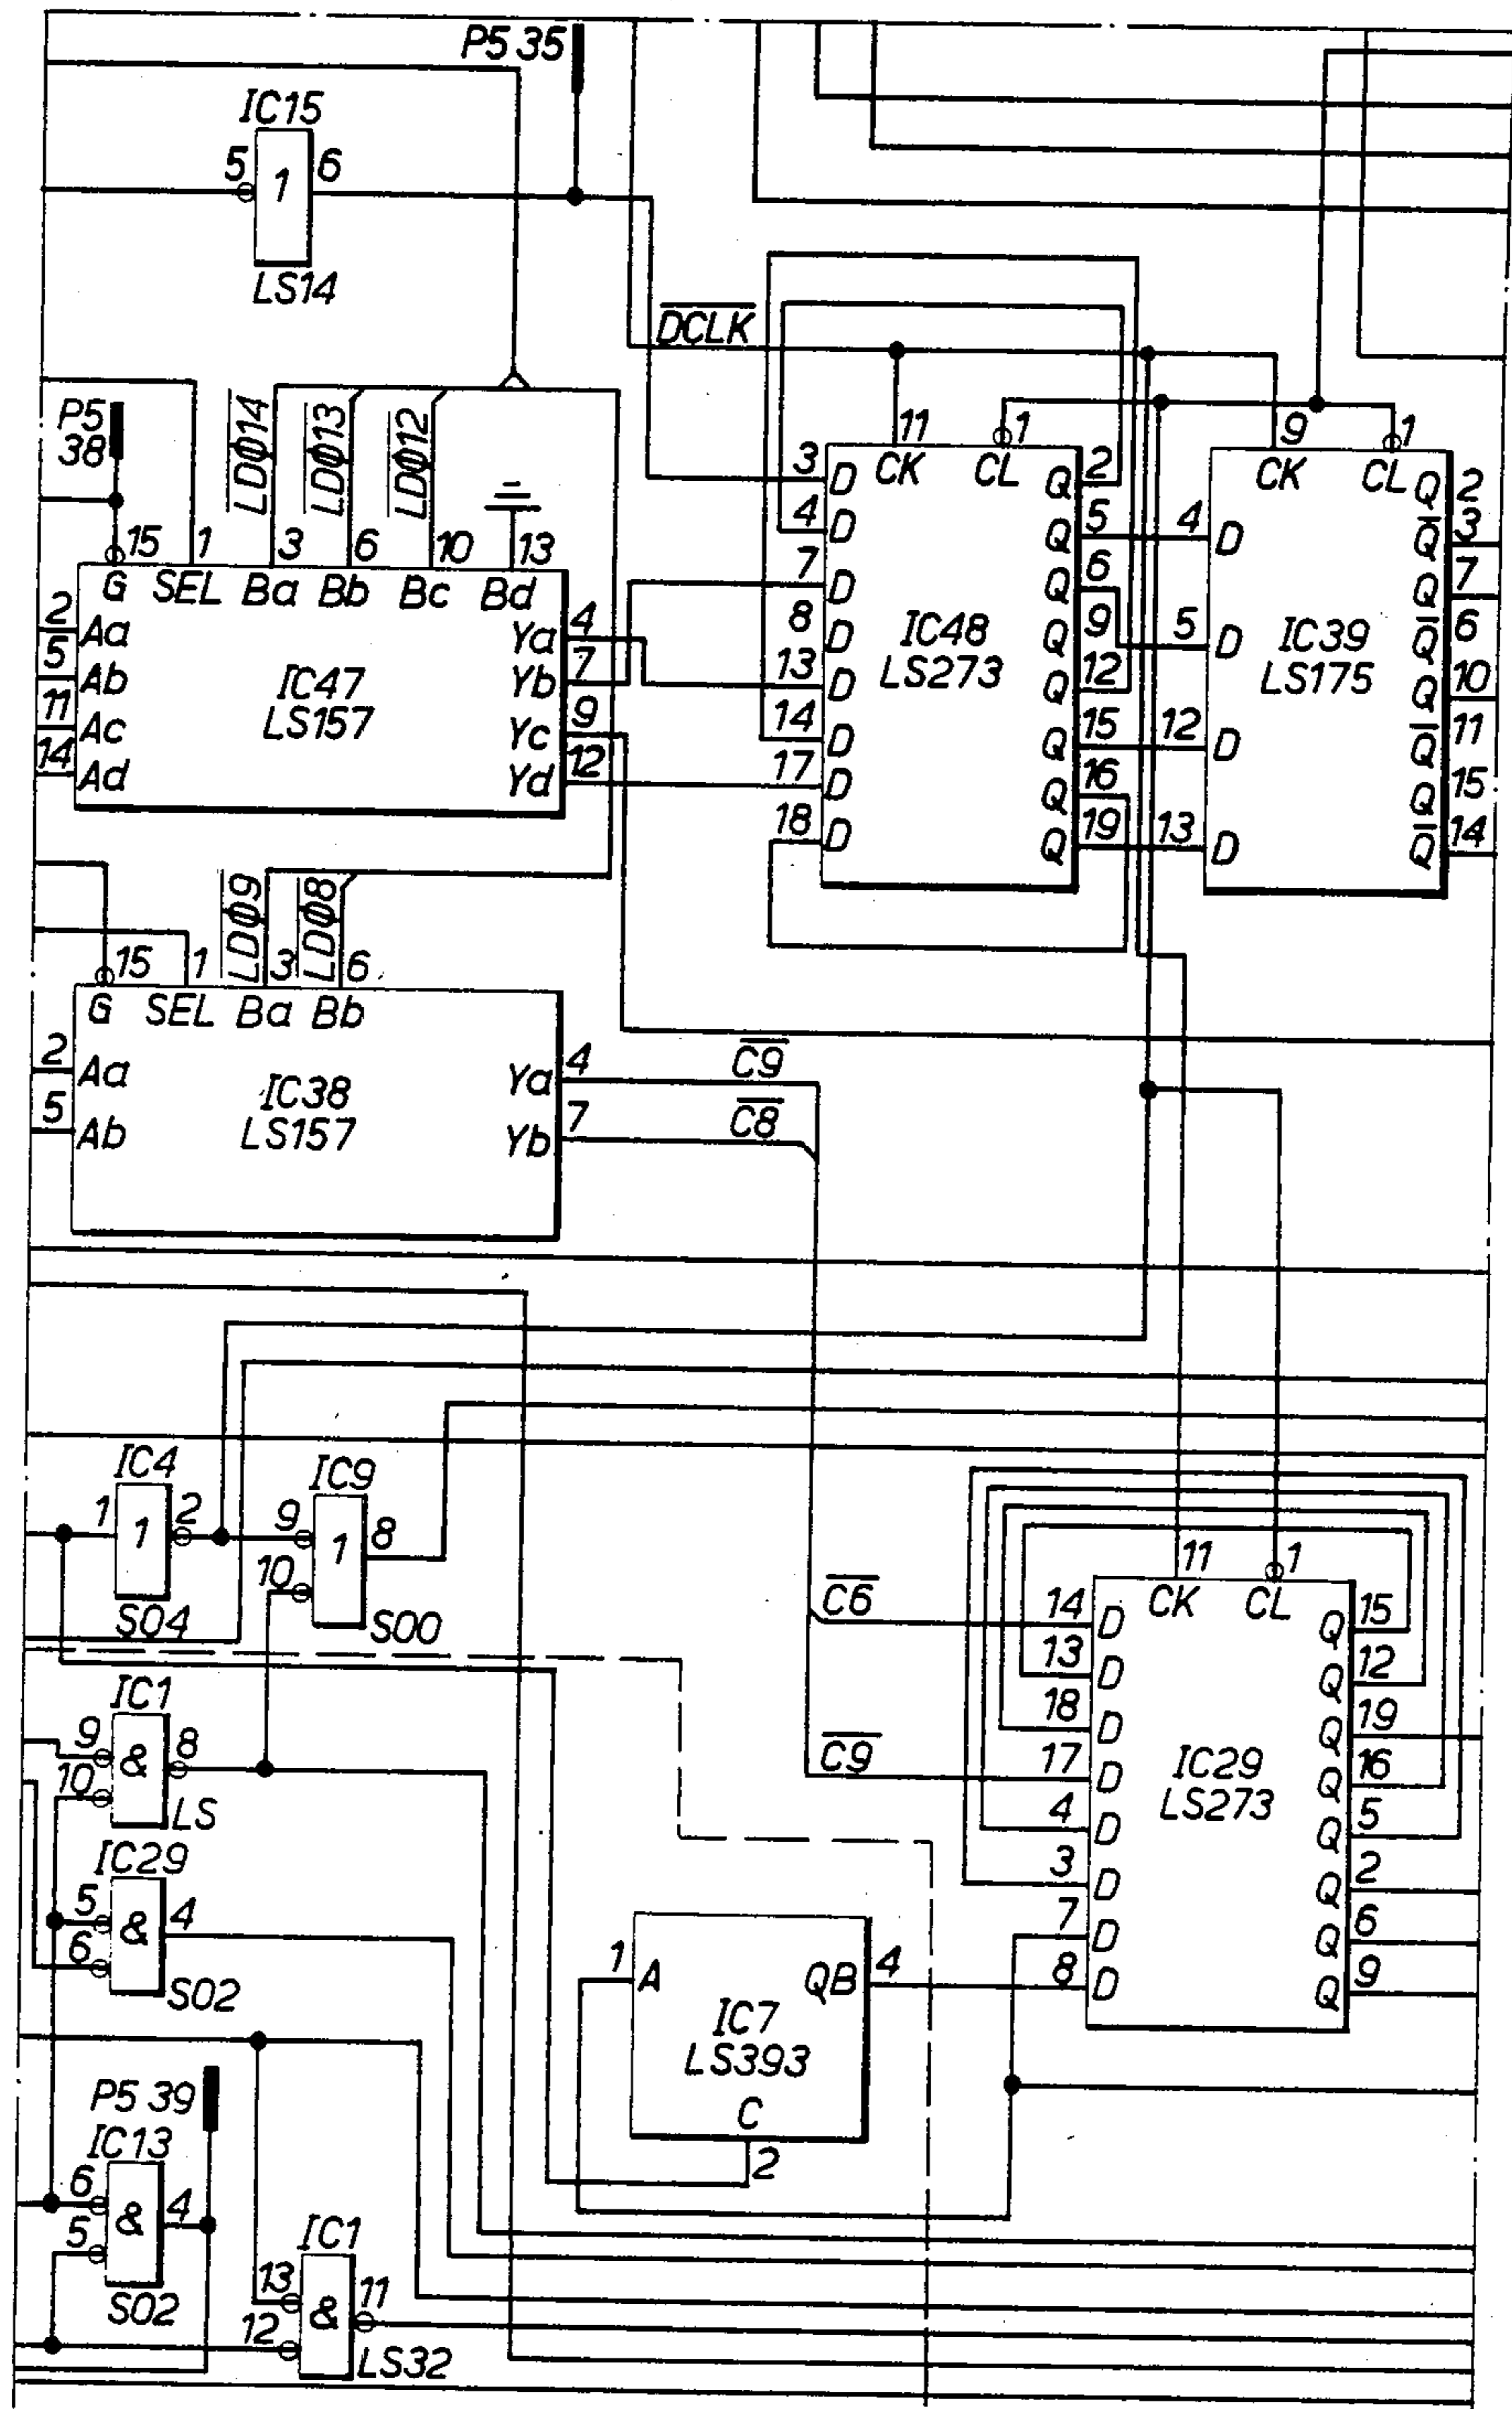 P5 35
IC15
5 1 6
LS14
DCLK
P5
38
LDΦ14
LDΦ13
LDΦ12
15 1 3 6 10 13
G SEL Ba Bb Bc Bd
2 Aa
5 Ab
11 Ac
14 Ad
IC47
LS157
Ya 4
Yb 7
Yc 9
Yd 12
11 1
CK CL
3 D
4 D
7 D
8 D
13 D
14 D
17 D
18 D
IC48
LS273
Q 2
Q 5
Q 6
Q 9
Q 12
Q 15
Q 16
Q 19
9 1
CK CL
4 D
5 D
12 D
13 D
IC39
LS175
Q 2
Q 3
Q 7
Q 6
Q 10
Q 11
Q 15
Q 14
LDΦ9
LDΦ8
15 1 3 6
G SEL Ba Bb
2 Aa
5 Ab
IC38
LS157
Ya 4
Yb 7
C9
C8
IC4
1 1 2
S04
IC9
9 1 8
10
S00
IC1
9 & 8
10
LS
IC29
5 & 4
6
S02
P5 39
IC13
6 & 4
5
S02
IC1
13 & 11
12
LS32
1 A QB 4
IC7
LS393
C
2
C6
C9
11 1
CK CL
14 D
13 D
18 D
17 D
4 D
3 D
7 D
8 D
IC29
LS273
Q 15
Q 12
Q 19
Q 16
Q 5
Q 2
Q 6
Q 9